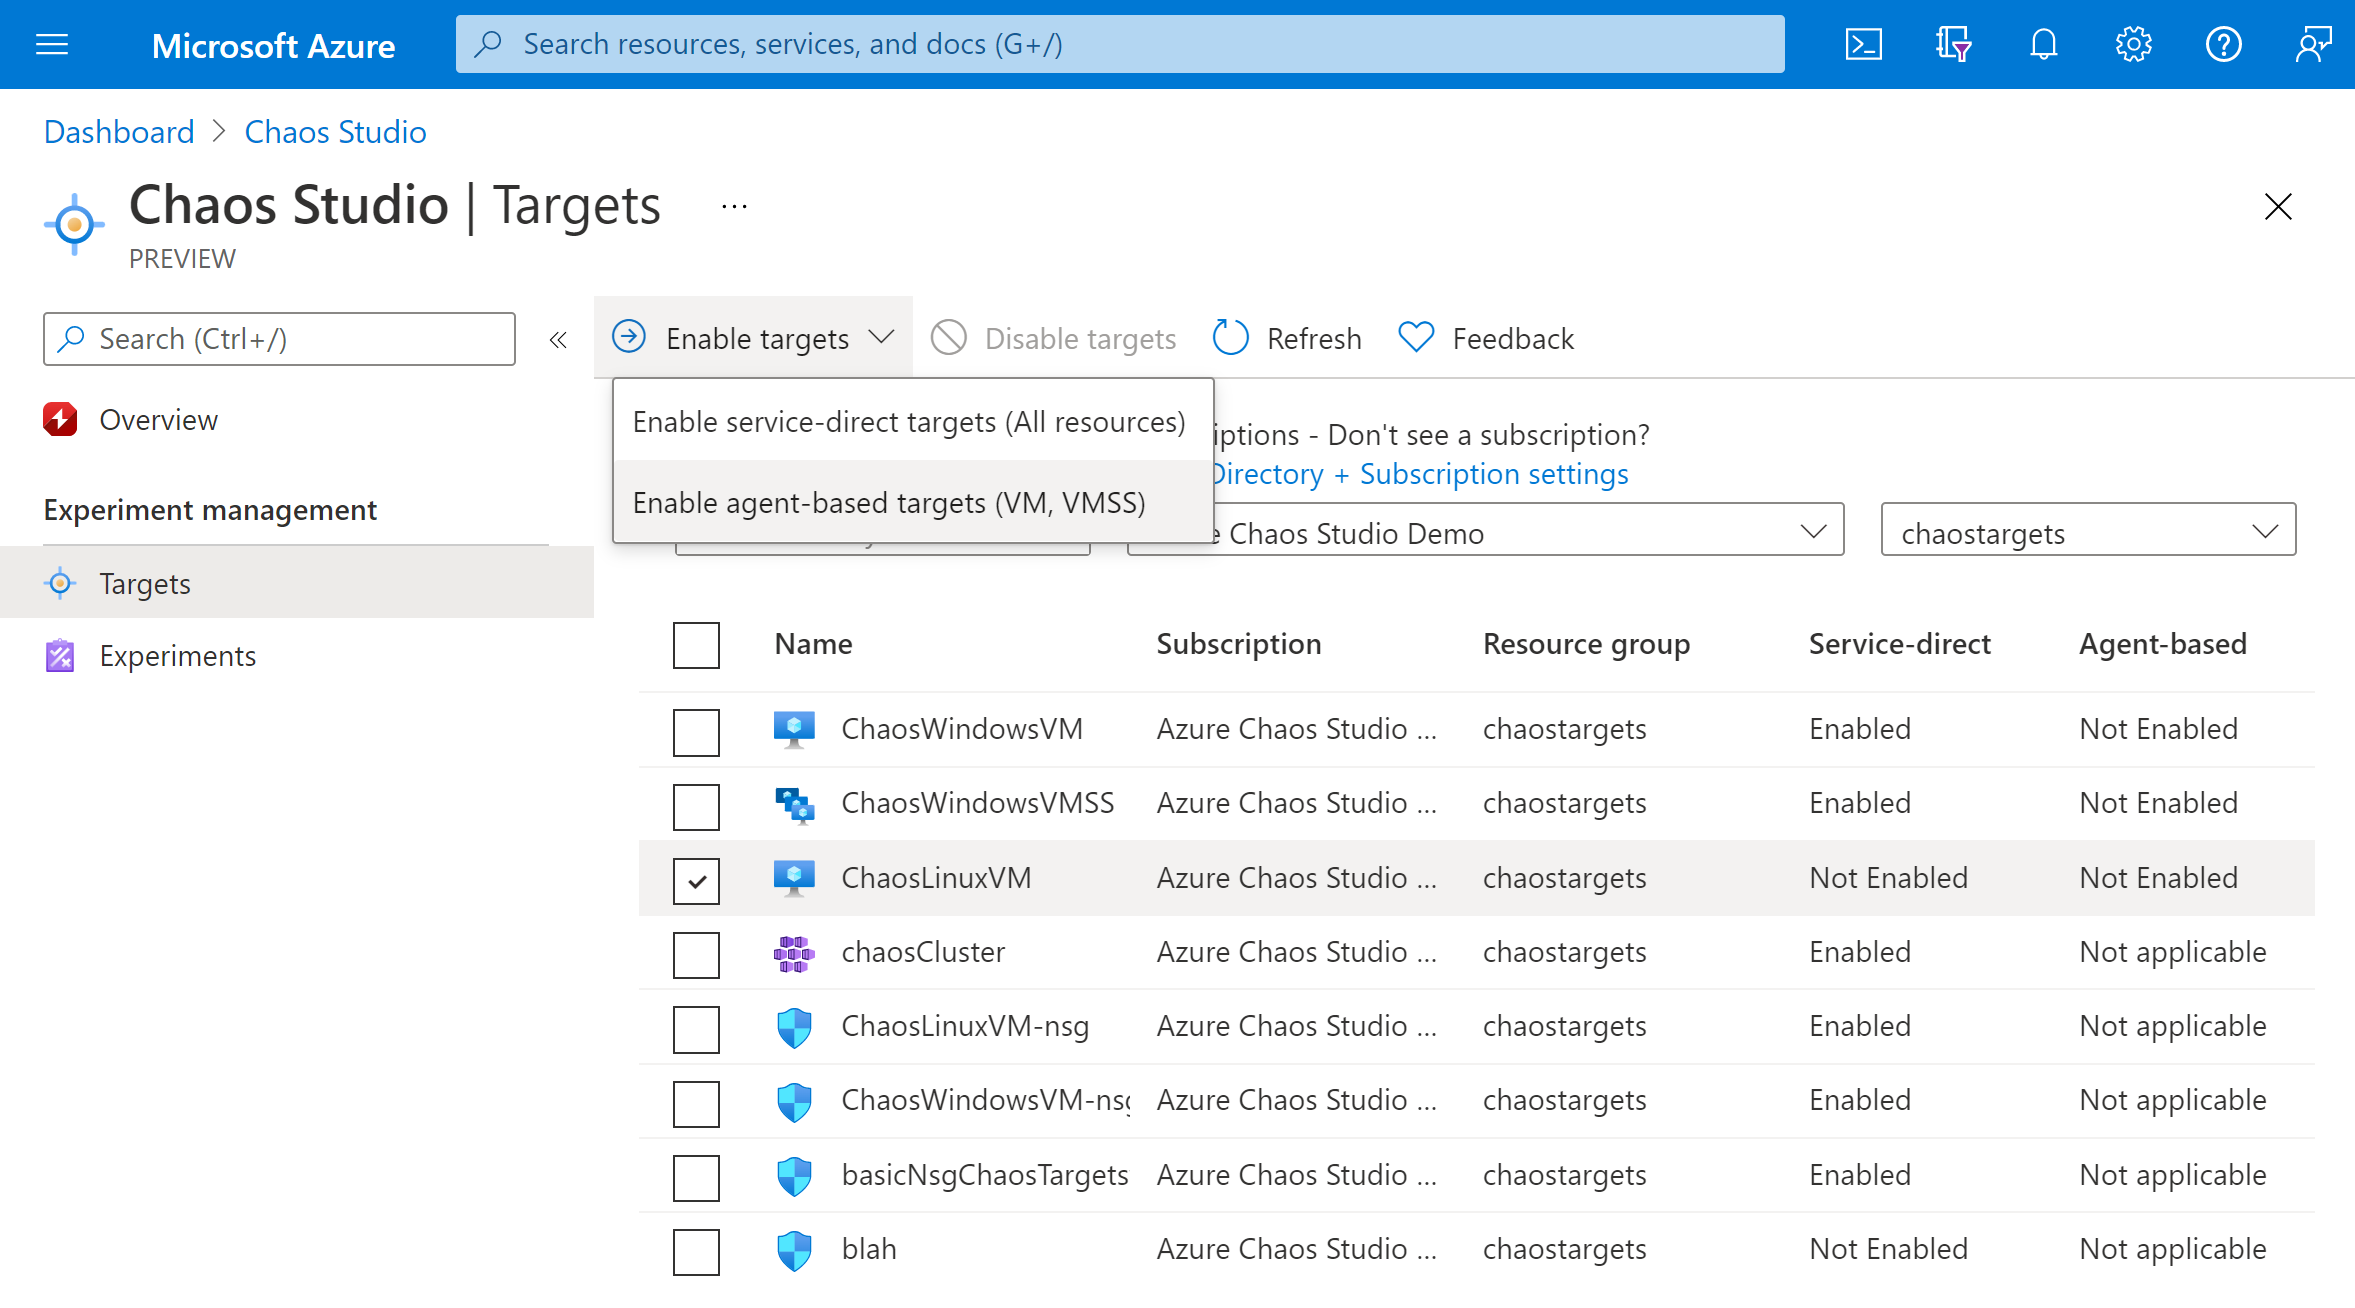 Microsoft Azure
Search resources, services, and docs (G+/)
Dashboard > Chaos Studio
Chaos Studio | Targets ...
PREVIEW
Search (Ctrl+/)
«
Overview
Experiment management
Targets
Experiments
Enable targets
Disable targets
Refresh
Feedback
Enable service-direct targets (All resources)
Enable agent-based targets (VM, VMSS)
- Don't see a subscription?
Directory + Subscription settings
Chaos Studio Demo
chaostargets
Name Subscription Resource group Service-direct Agent-based
ChaosWindowsVM Azure Chaos Studio ... chaostargets Enabled Not Enabled
ChaosWindowsVMSS Azure Chaos Studio ... chaostargets Enabled Not Enabled
ChaosLinuxVM Azure Chaos Studio ... chaostargets Not Enabled Not Enabled
chaosCluster Azure Chaos Studio ... chaostargets Enabled Not applicable
ChaosLinuxVM-nsg Azure Chaos Studio ... chaostargets Enabled Not applicable
ChaosWindowsVM-nsg Azure Chaos Studio ... chaostargets Enabled Not applicable
basicNsgChaosTargets Azure Chaos Studio ... chaostargets Enabled Not applicable
blah Azure Chaos Studio ... chaostargets Not Enabled Not applicable